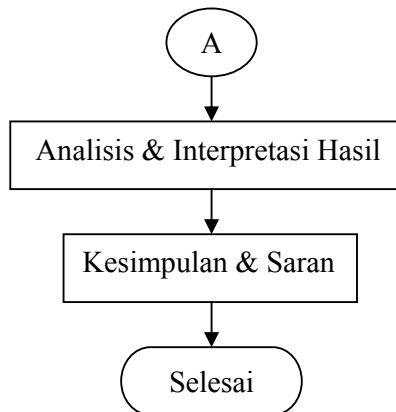 A
Analisis & Interpretasi Hasil
Kesimpulan & Saran
Selesai